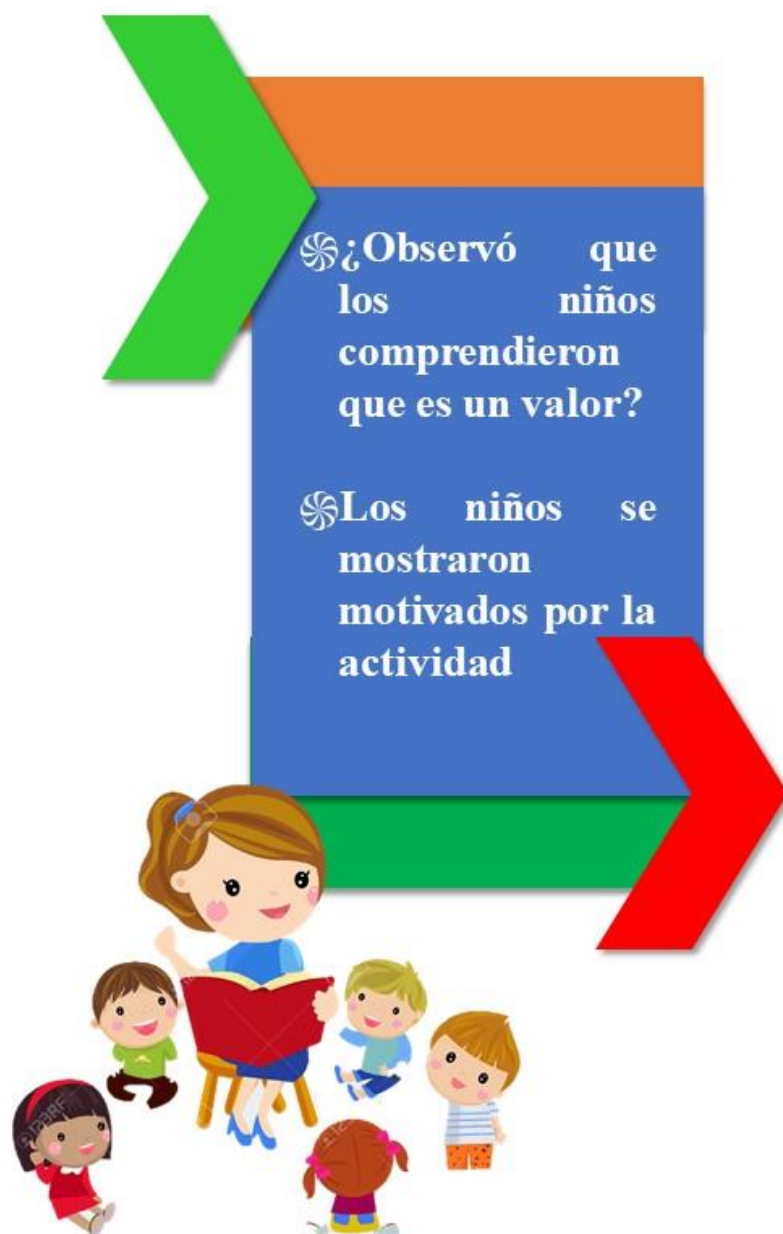 ֍¿Observó que
los niños
comprendieron
que es un valor?
֍Los niños se
mostraron
motivados por la
actividad